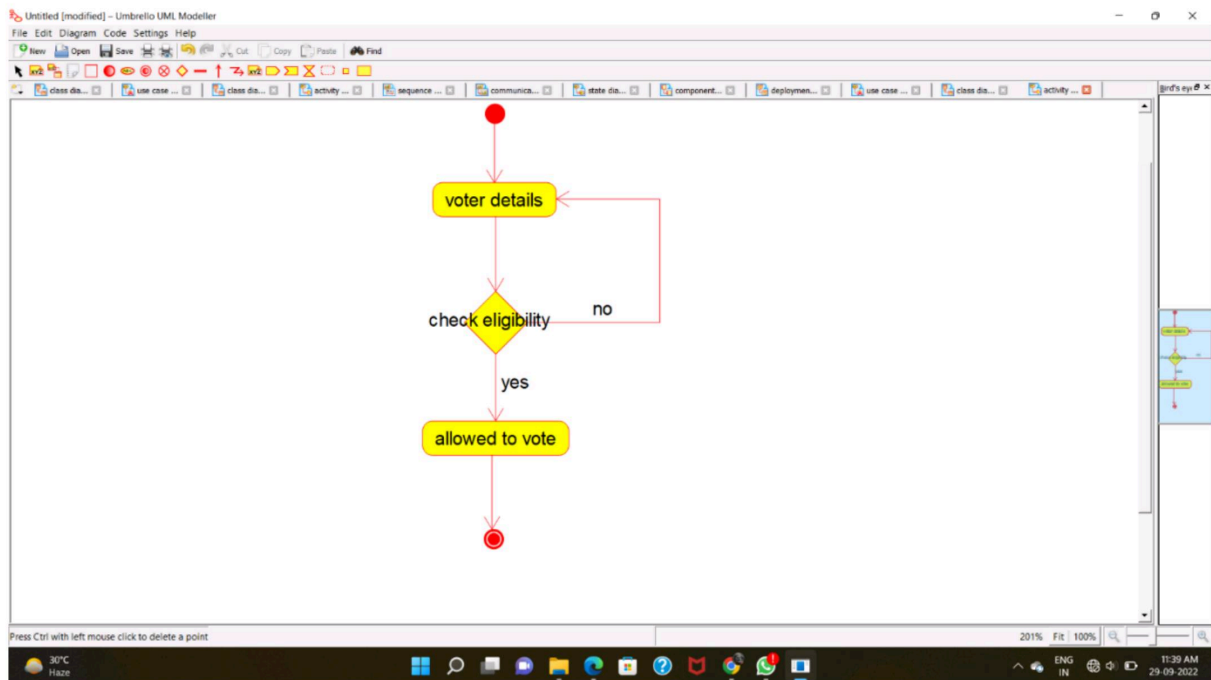 Untitled [modified] – Umbrello UML Modeller
File Edit Diagram Code Settings Help
New Open Save Cut Copy Paste Find
class dia... use case ... class dia... activity ... sequence ... communica... state dia... component... deploymen... use case ... class dia... activity ... Bird's eye
voter details
check eligibility
no
yes
allowed to vote
Press Ctrl with left mouse click to delete a point
201% Fit 100%
30°C
Haze
ENG
IN
11:39 AM
29-09-2022